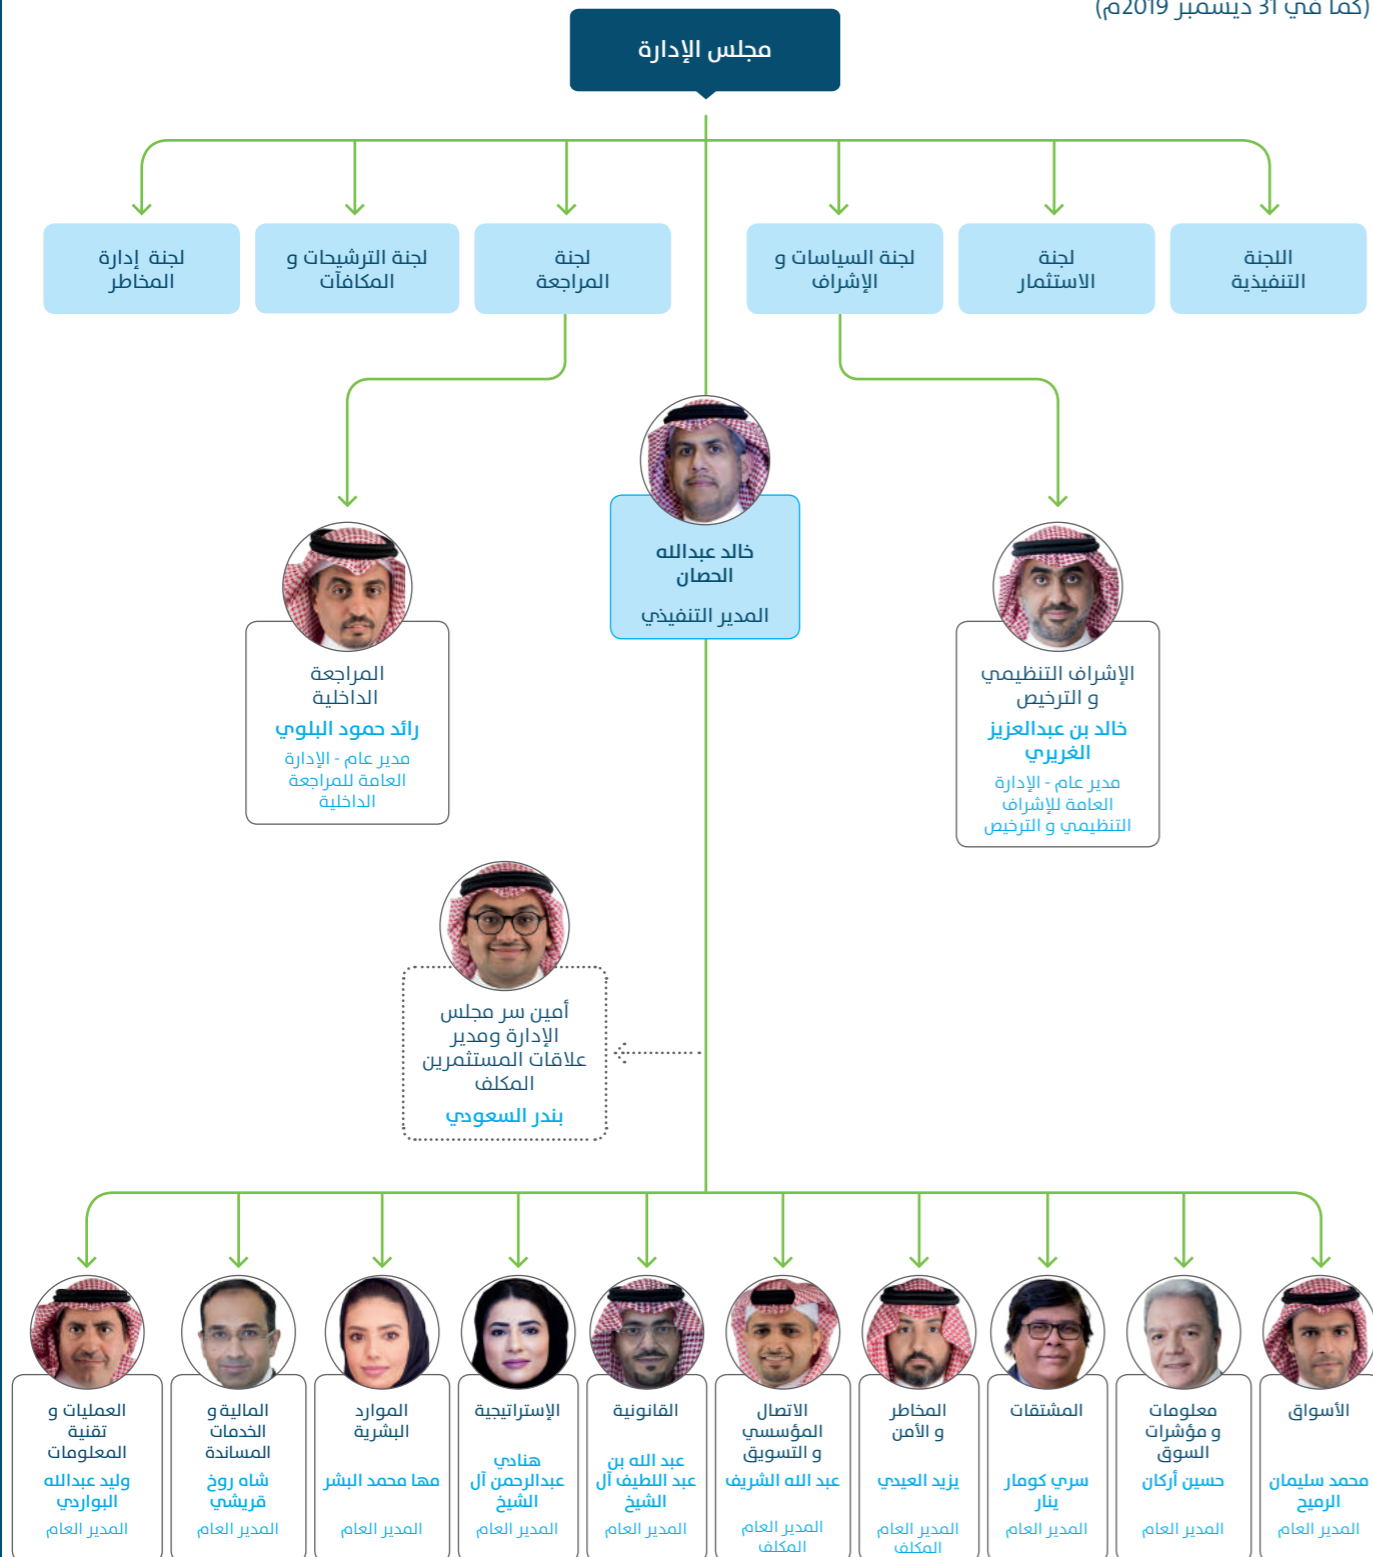 (كما في 31 ديسمبر 2019م)
مجلس الإدارة
اللجنة
التنفيذية
لجنة
الاستثمار
لجنة السياسات و
الإشراف
لجنة
المراجعة
لجنة الترشيحات و
المكافآت
لجنة إدارة
المخاطر
خالد عبدالله
الحصان
المدير التنفيذي
الإشراف التنظيمي
و الترخيص
خالد بن عبدالعزيز
الغريري
مدير عام - الإدارة
العامة للإشراف
التنظيمي و الترخيص
المراجعة
الداخلية
رائد حمود البلوي
مدير عام - الإدارة
العامة للمراجعة
الداخلية
أمين سر مجلس
الإدارة ومدير
علاقات المستثمرين
المكلف
بندر السعودي
الأسواق
محمد سليمان
الرميح
المدير العام
معلومات
و مؤشرات
السوق
حسين أركان
المدير العام
المشتقات
سري كومار
ينار
المدير العام
المخاطر
و الأمن
يزيد العيدي
المدير العام
المكلف
الاتصال
المؤسسي
و التسويق
عبد الله الشريف
المدير العام
المكلف
القانونية
عبد الله بن
عبد اللطيف آل
الشيخ
المدير العام
الإستراتيجية
هنادي
عبدالرحمن آل
الشيخ
المدير العام
الموارد
البشرية
مها محمد البشر
المدير العام
المالية و
الخدمات
المساندة
شاه روخ
قريشي
المدير العام
العمليات و
تقنية
المعلومات
وليد عبدالله
البواردي
المدير العام